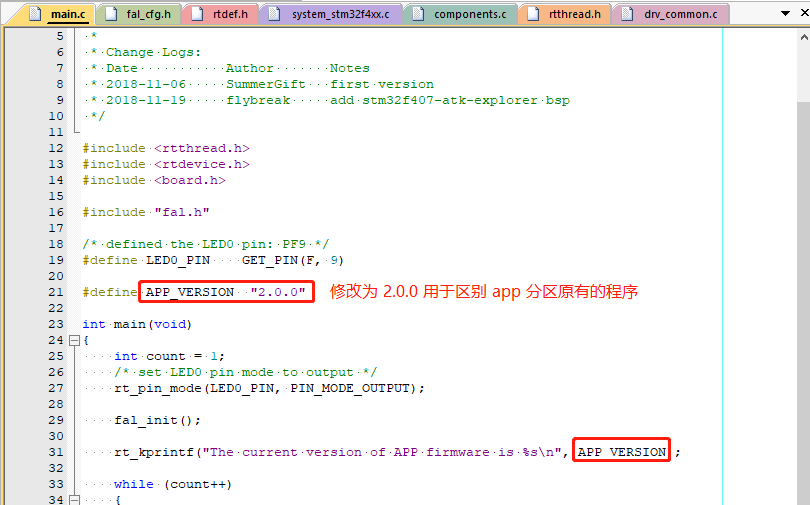 main.c fal_cfg.h rtdef.h system_stm32f4xx.c components.c rtthread.h drv_common.c
5 *
6 * Change Logs:
7 * Date Author Notes
8 * 2018-11-06 SummerGift first version
9 * 2018-11-19 flybreak add stm32f407-atk-explorer bsp
10 */
11
12 #include <rtthread.h>
13 #include <rtdevice.h>
14 #include <board.h>
15
16 #include "fal.h"
17
18 /* defined the LED0 pin: PF9 */
19 #define LED0_PIN GET_PIN(F, 9)
20
21 #define APP_VERSION "2.0.0" 修改为 2.0.0 用于区别 app 分区原有的程序
22
23 int main(void)
24 {
25 int count = 1;
26 /* set LED0 pin mode to output */
27 rt_pin_mode(LED0_PIN, PIN_MODE_OUTPUT);
28
29 fal_init();
30
31 rt_kprintf("The current version of APP firmware is %s\n", APP_VERSION ;
32
33 while (count++)
34 {